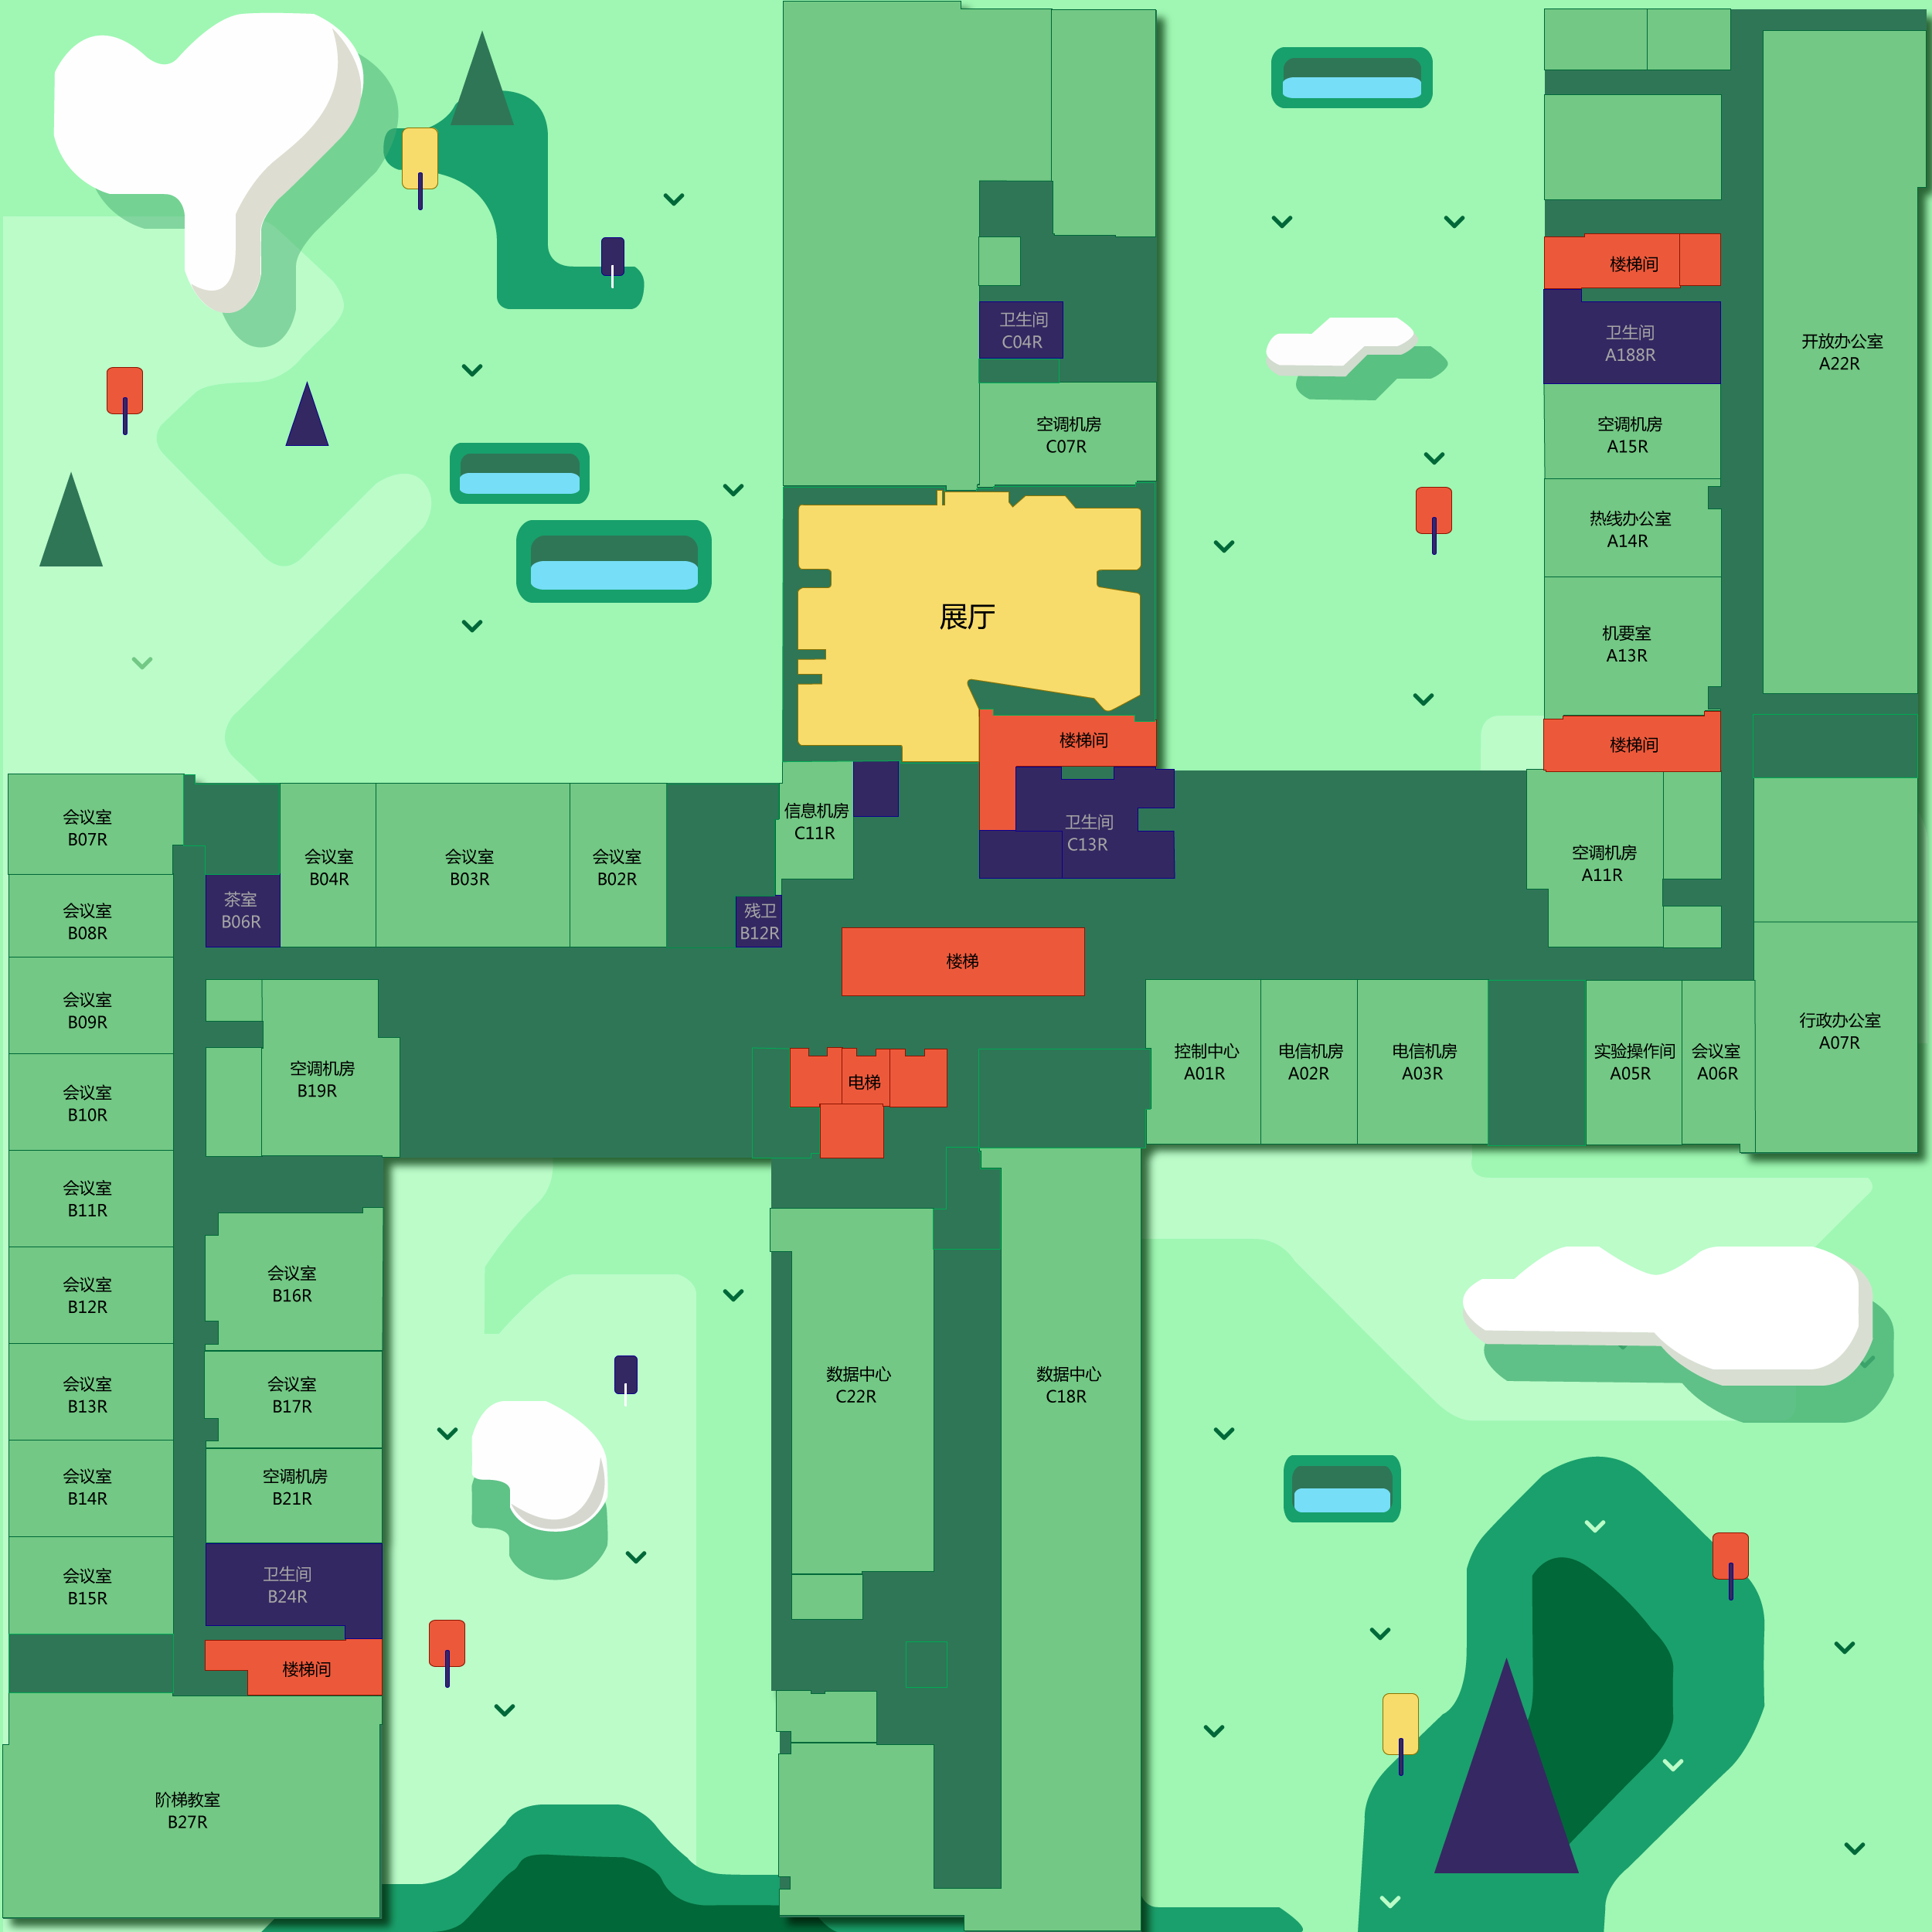 卫生间
C04R
空调机房
C07R
展厅
楼梯间
信息机房
C11R
卫生间
C13R
楼梯
电梯
楼梯间
卫生间
A188R
空调机房
A15R
热线办公室
A14R
机要室
A13R
楼梯间
开放办公室
A22R
空调机房
A11R
行政办公室
A07R
控制中心
A01R
电信机房
A02R
电信机房
A03R
实验操作间
A05R
会议室
A06R
会议室
B07R
会议室
B08R
会议室
B09R
会议室
B10R
会议室
B11R
会议室
B12R
会议室
B13R
会议室
B14R
会议室
B15R
茶室
B06R
会议室
B04R
会议室
B03R
会议室
B02R
残卫
B12R
空调机房
B19R
会议室
B16R
会议室
B17R
空调机房
B21R
卫生间
B24R
楼梯间
阶梯教室
B27R
数据中心
C22R
数据中心
C18R